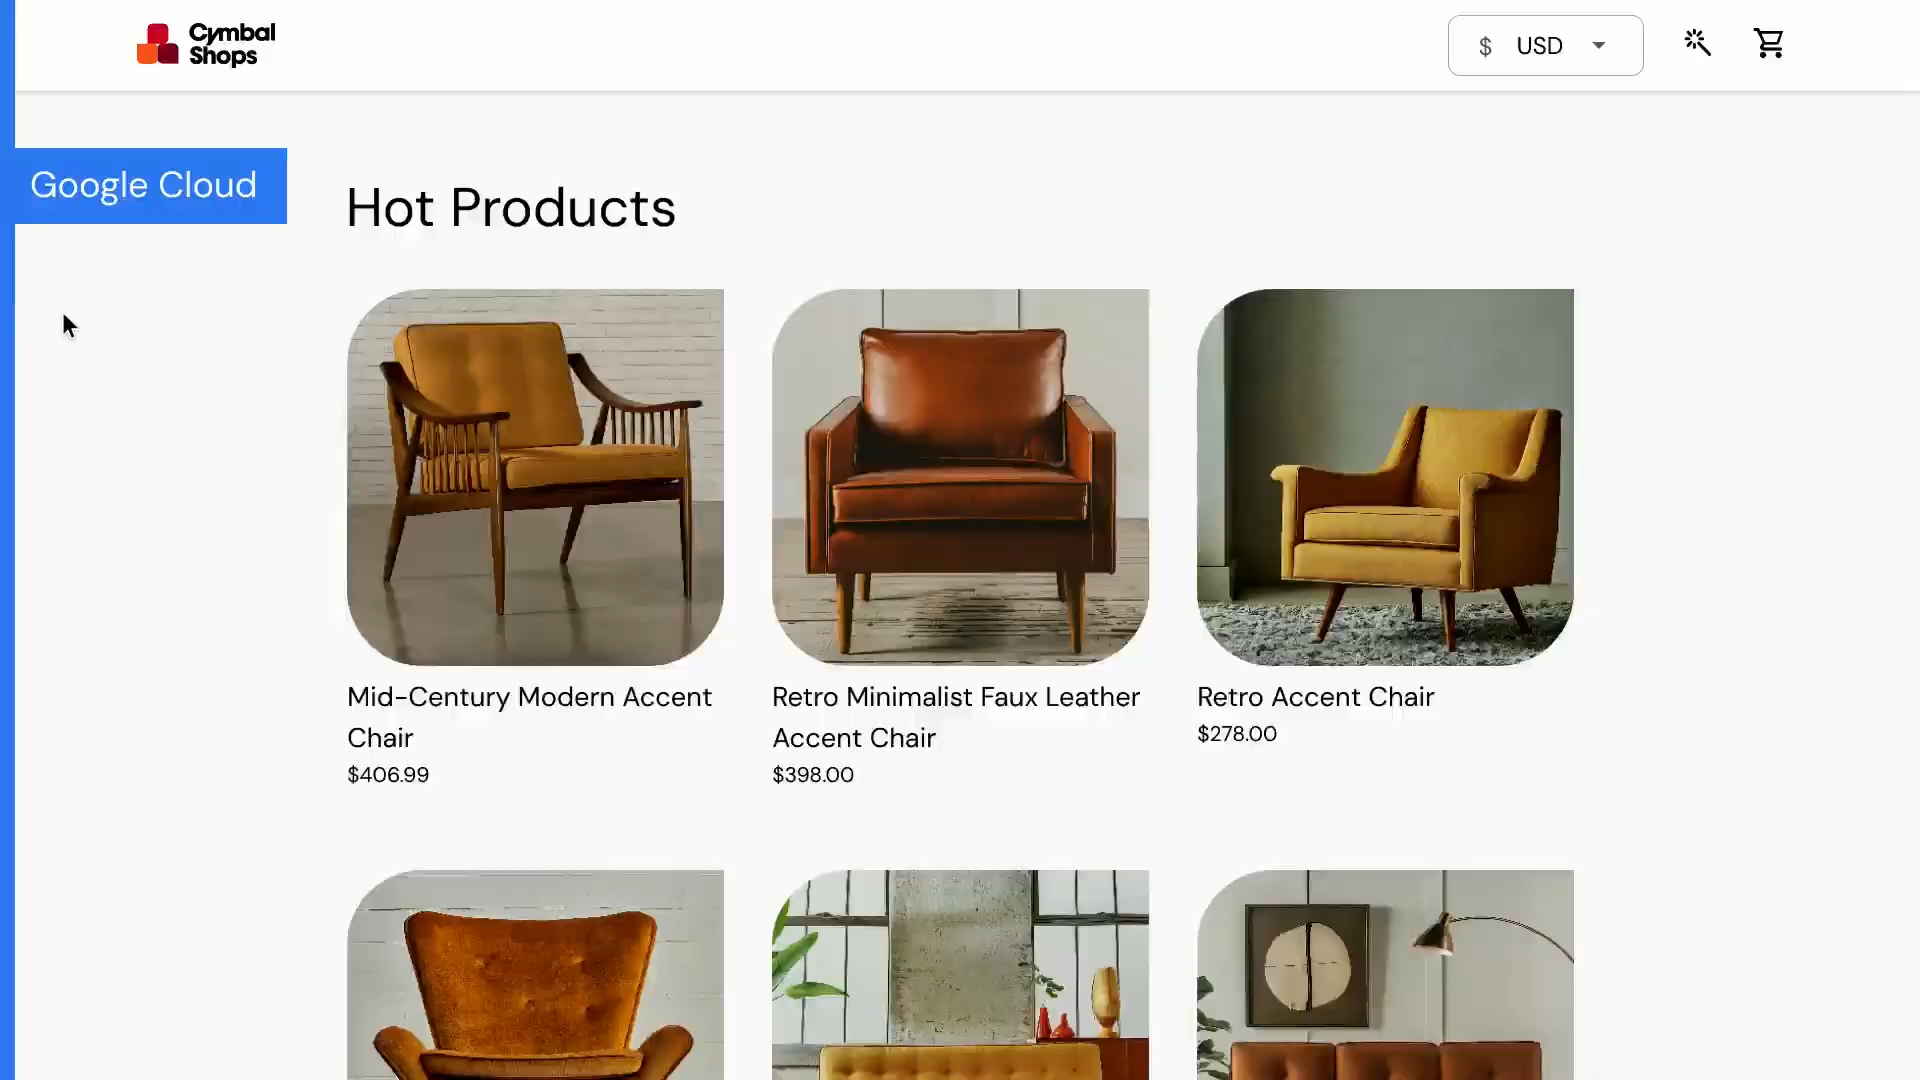 Cymbal
Shops
$ USD
Google Cloud
Hot Products
Mid-Century Modern Accent
Chair
$406.99
Retro Minimalist Faux Leather
Accent Chair
$398.00
Retro Accent Chair
$278.00